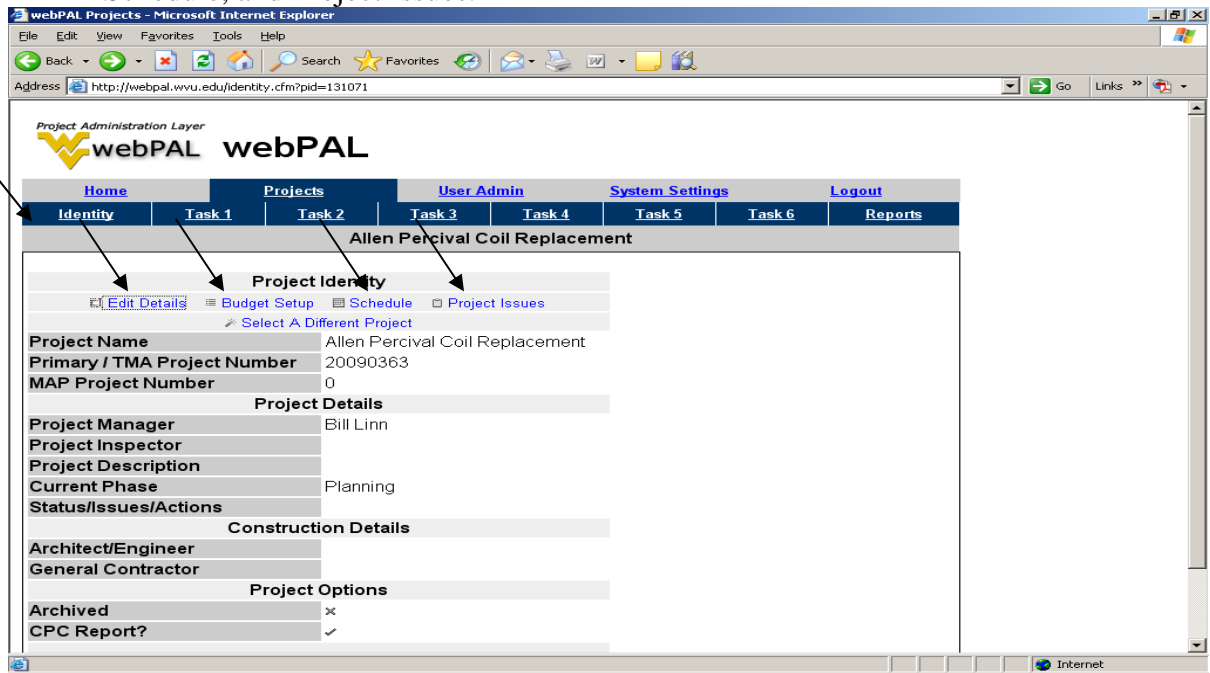 Schedule, and Project Issues.
webPAL Projects - Microsoft Internet Explorer
File Edit View Favorites Tools Help
Back Search Favorites
Address http://webpal.wvu.edu/identity.cfm?pid=131071 Go Links »
Project Administration Layer
webPAL webPAL
Home Projects User Admin System Settings Logout
Identity Task 1 Task 2 Task 3 Task 4 Task 5 Task 6 Reports
Allen Percival Coil Replacement
Project Identity
Edit Details Budget Setup Schedule Project Issues
Select A Different Project
Project Name Allen Percival Coil Replacement
Primary / TMA Project Number 20090363
MAP Project Number 0
Project Details
Project Manager Bill Linn
Project Inspector
Project Description
Current Phase Planning
Status/Issues/Actions
Construction Details
Architect/Engineer
General Contractor
Project Options
Archived
CPC Report?
Internet